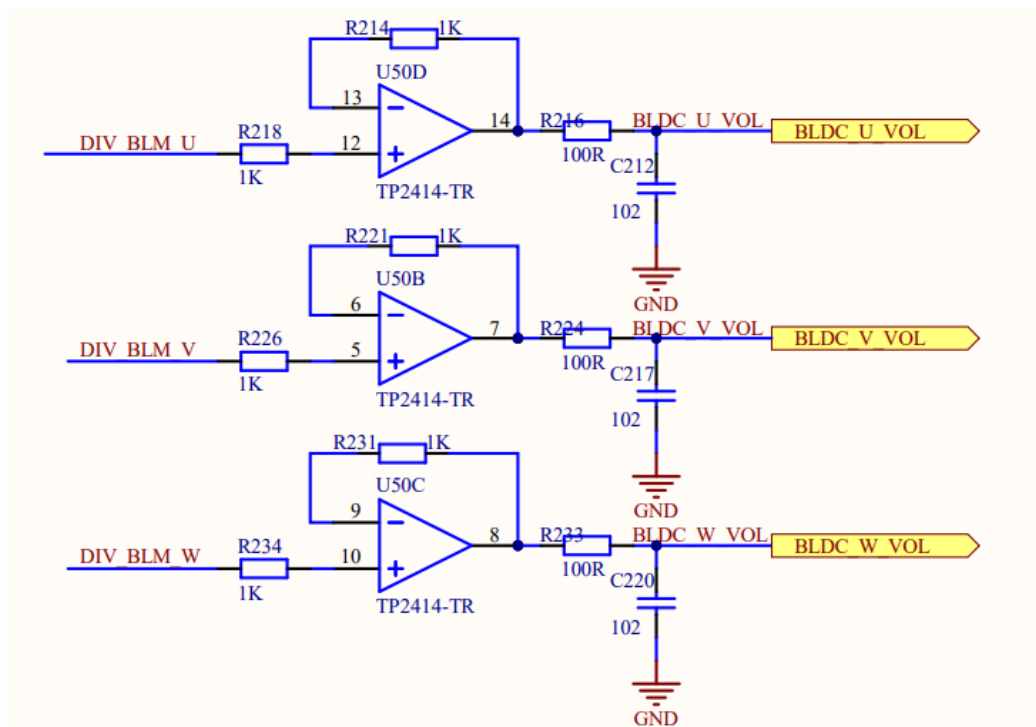 R214 1K
U50D
13
14 R216 BLDC_U_VOL BLDC_U_VOL
DIV_BLM_U R218 12
1K
100R C212
TP2414-TR
102
GND
R221 1K
U50B
6
7 R224 BLDC_V_VOL BLDC_V_VOL
DIV_BLM_V R226 5
1K
100R C217
TP2414-TR
102
GND
R231 1K
U50C
9
8 R233 BLDC_W_VOL BLDC_W_VOL
DIV_BLM_W R234 10
1K
100R C220
TP2414-TR
102
GND